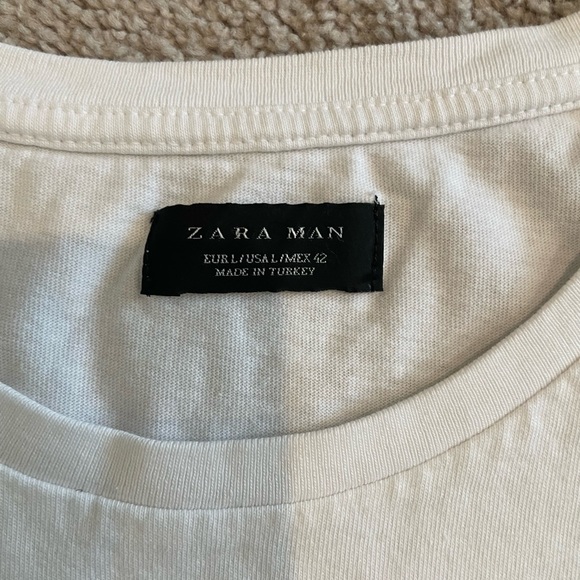 ZARA MAN
EUR L / USA L / MEX 42
MADE IN TURKEY